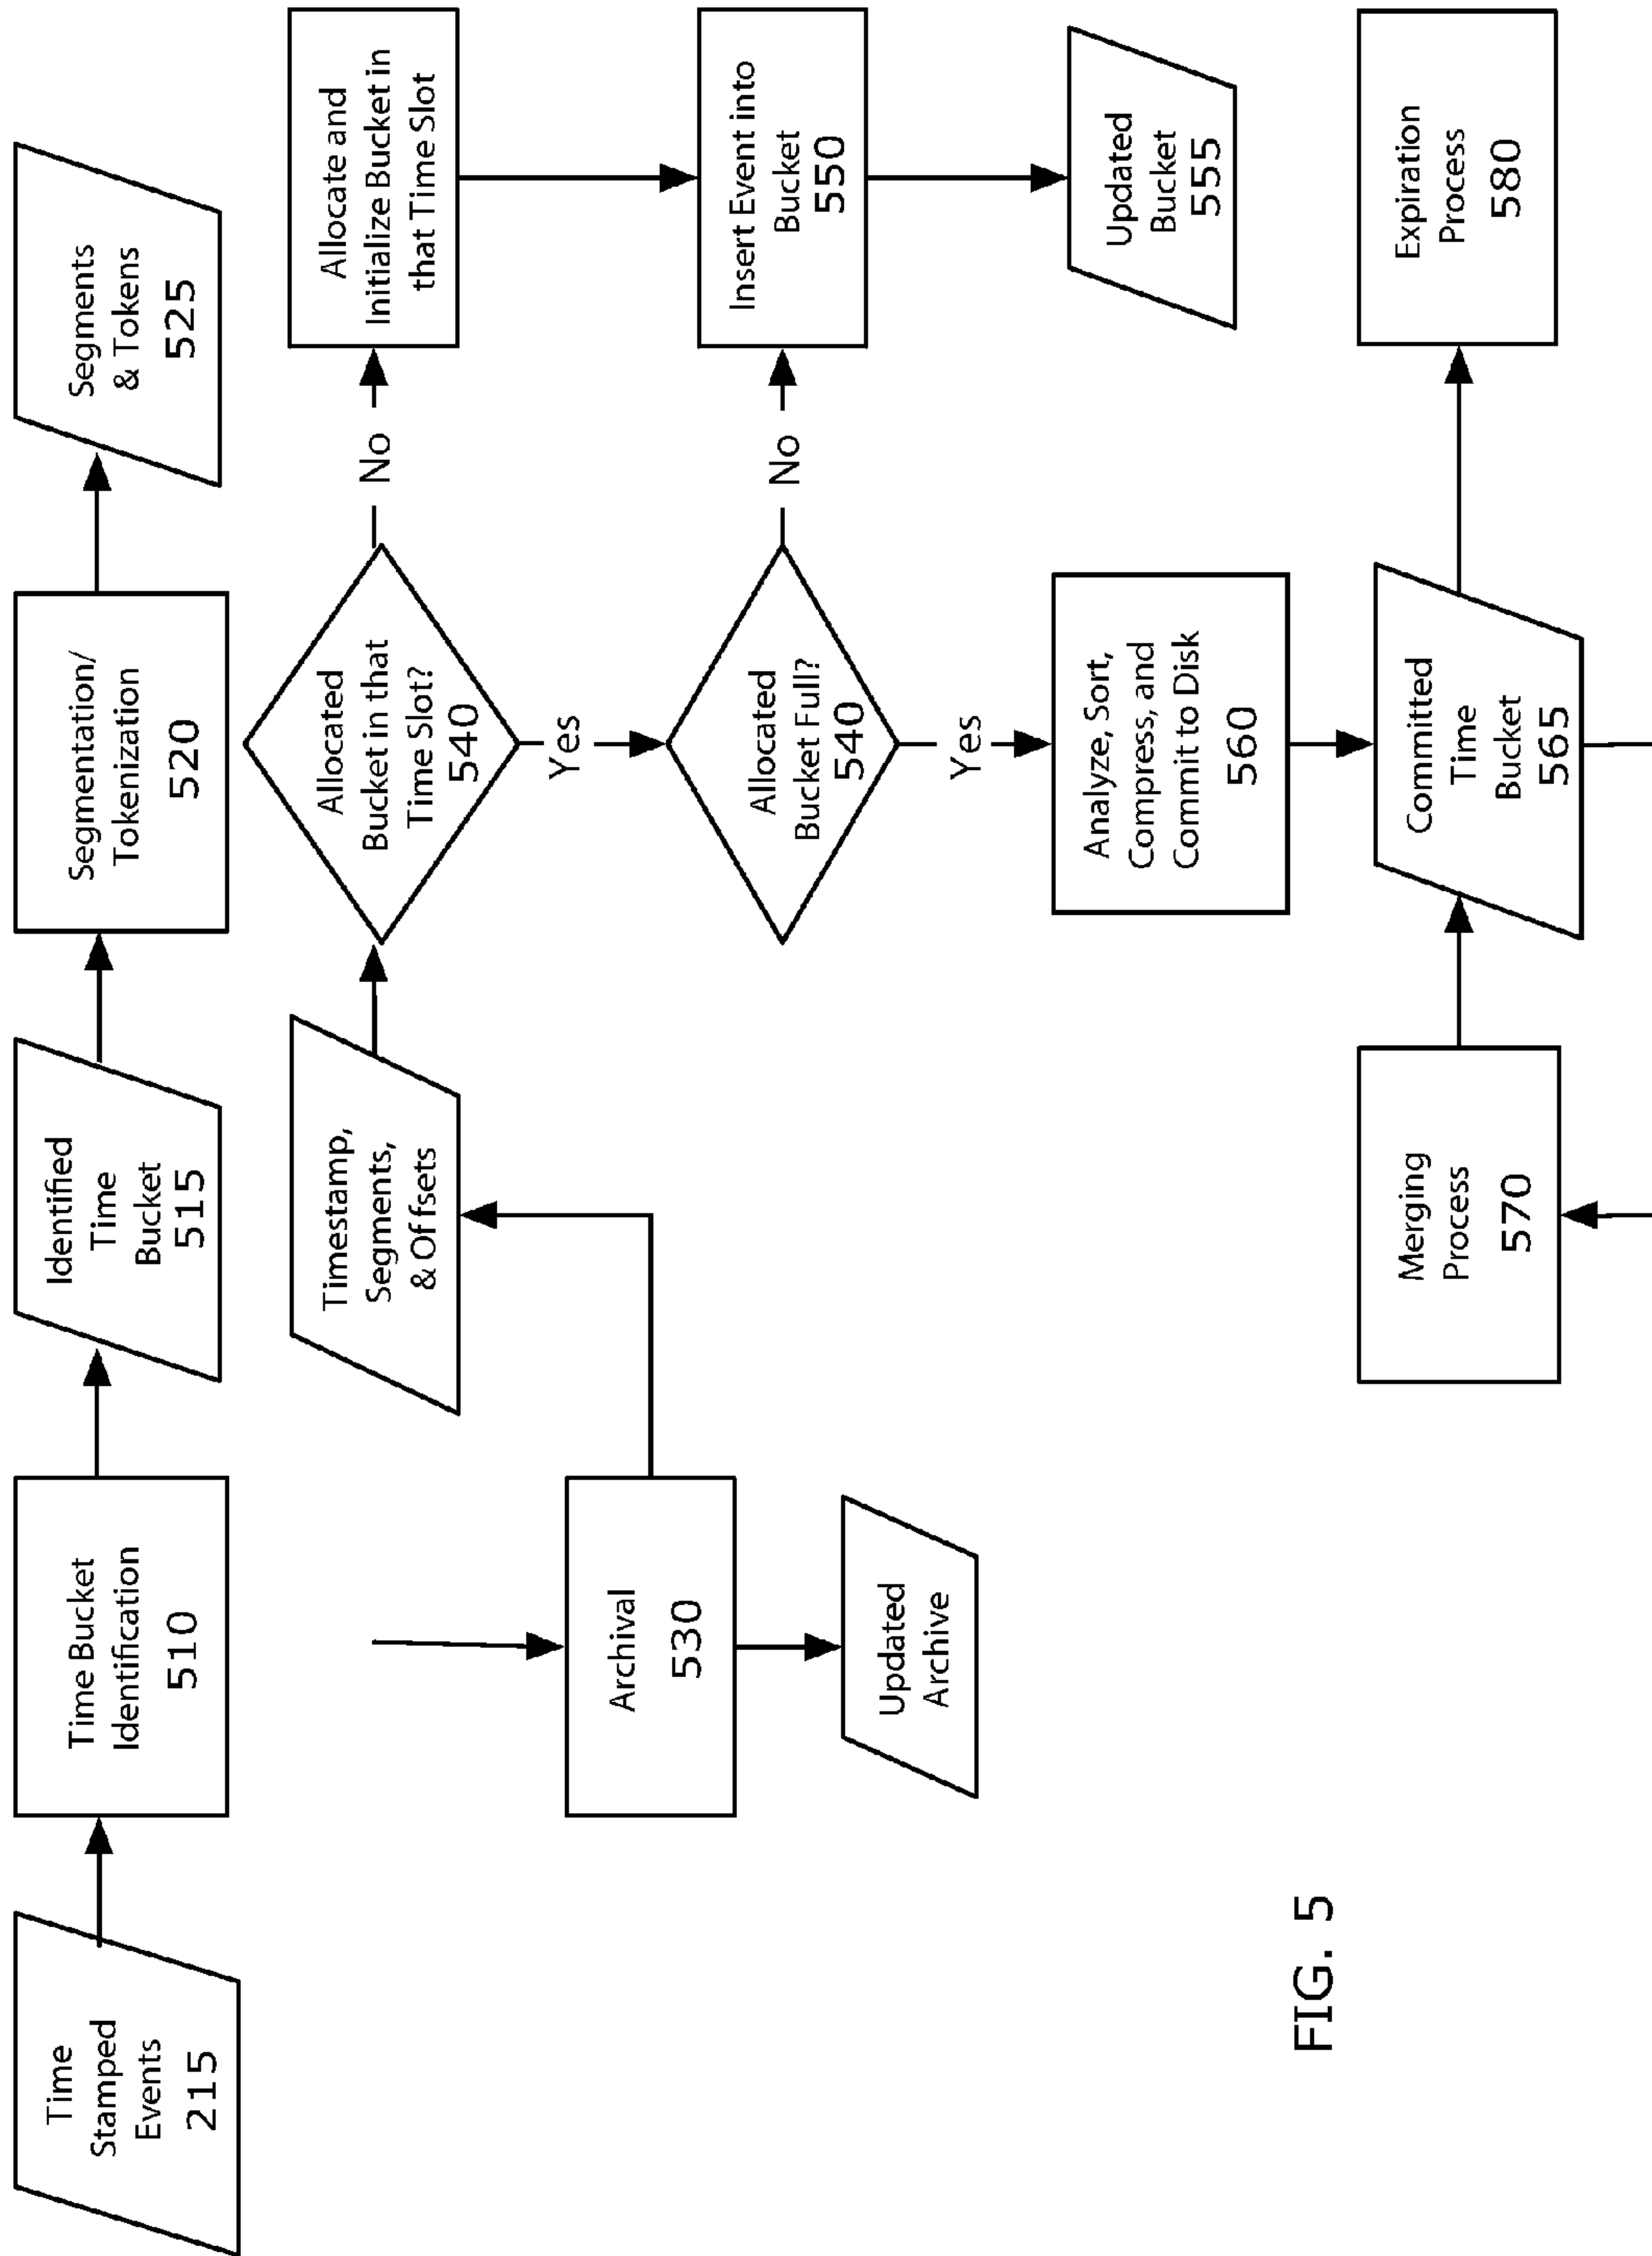 Time
Stamped
Events
215
Time Bucket
Identification
510
Identified
Time
Bucket
515
Segmentation/
Tokenization
520
Segments
& Tokens
525
Archival
530
Updated
Archive
Timestamp,
Segments,
& Offsets
Allocated
Bucket in that
Time Slot?
540
No
Allocate and
Initialize Bucket in
that Time Slot
Yes
Allocated
Bucket Full?
540
No
Insert Event into
Bucket
550
Updated
Bucket
555
Yes
Analyze, Sort,
Compress, and
Commit to Disk
560
Merging
Process
570
Committed
Time
Bucket
565
Expiration
Process
580
FIG. 5